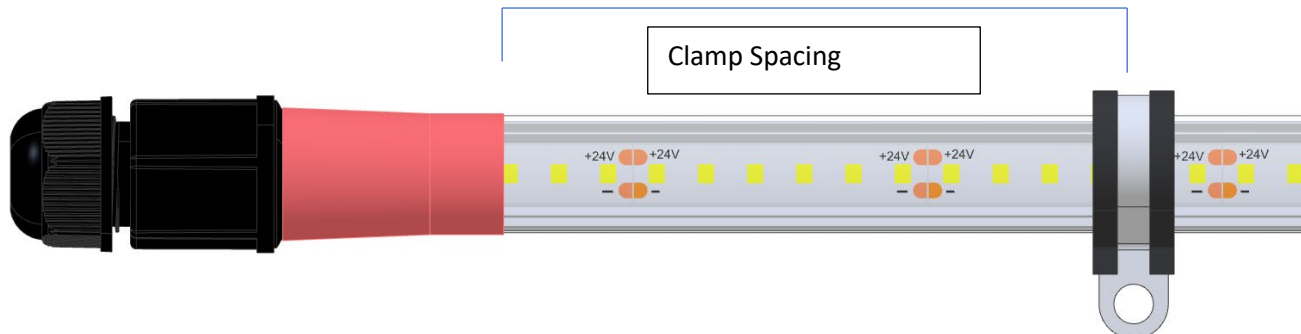 Clamp Spacing
+24V +24V
+24V +24V
+24V +24V
– –
– –
– –